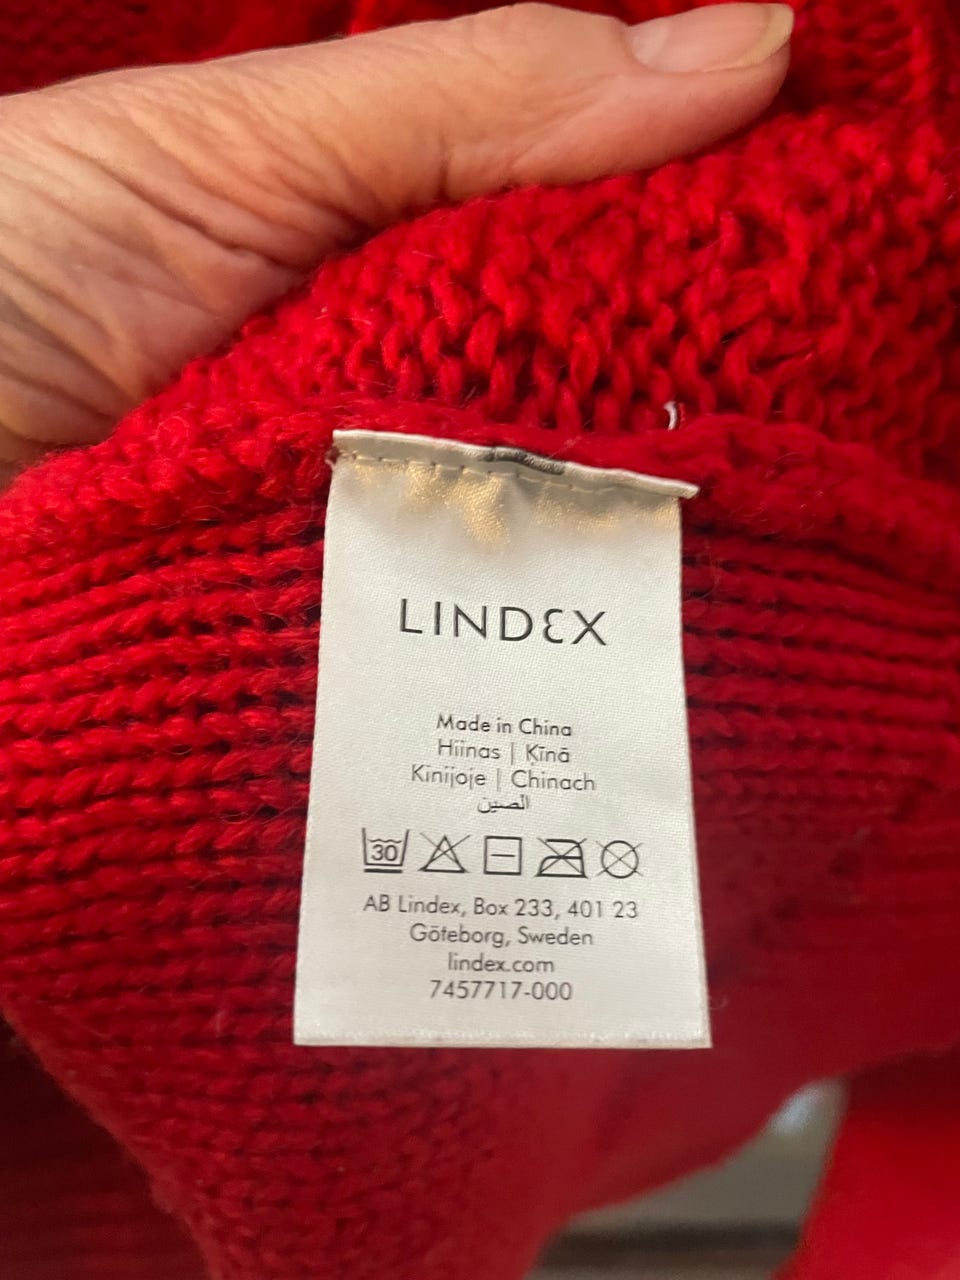 LINDEX
Made in China
Hiinas | Ķīnā
Kinijoje | Chinach
الصين
30
AB Lindex, Box 233, 401 23
Göteborg, Sweden
lindex.com
7457717-000